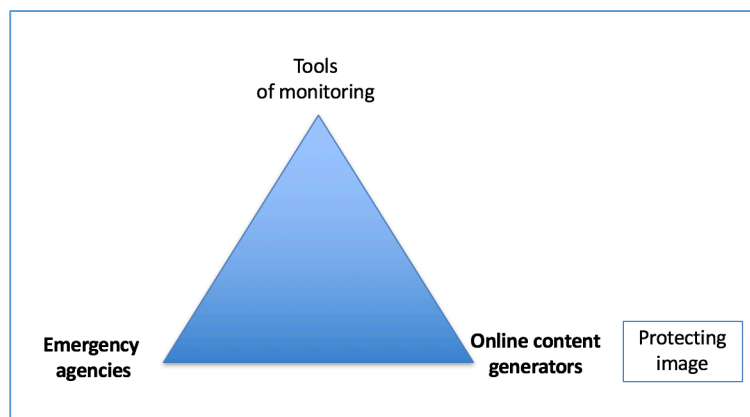 Tools
of monitoring
Emergency
agencies
Online content
generators
Protecting
image